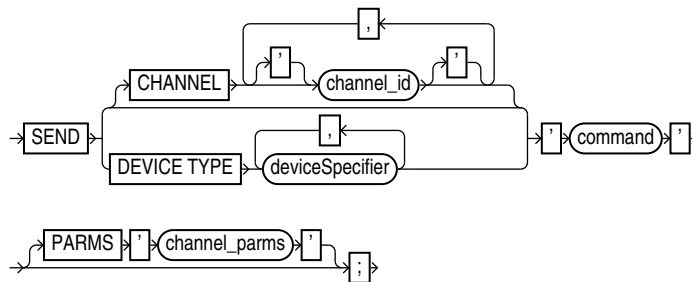 ,
' '
CHANNEL channel_id
SEND ' command '
,
DEVICE TYPE deviceSpecifier
PARMS ' channel_parms '
;